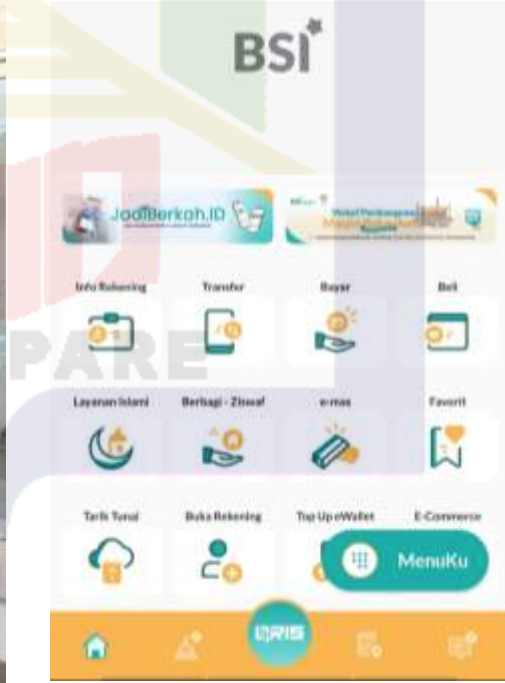 BSI
JadiBerkah.ID
Info Rekening Transfer Bayar Beli
PARE
Layanan Islami Berbagi - Ziswaf e-mas Favorit
Tarik Tunai Buka Rekening Top Up eWallet E-Commerce
MenuKu
QRIS